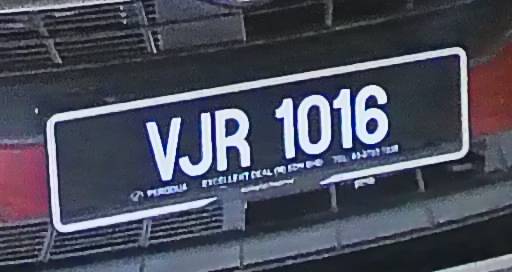 VJR 1016
PERODUA EXCELLENT DEAL (M) SDN BHD TEL: